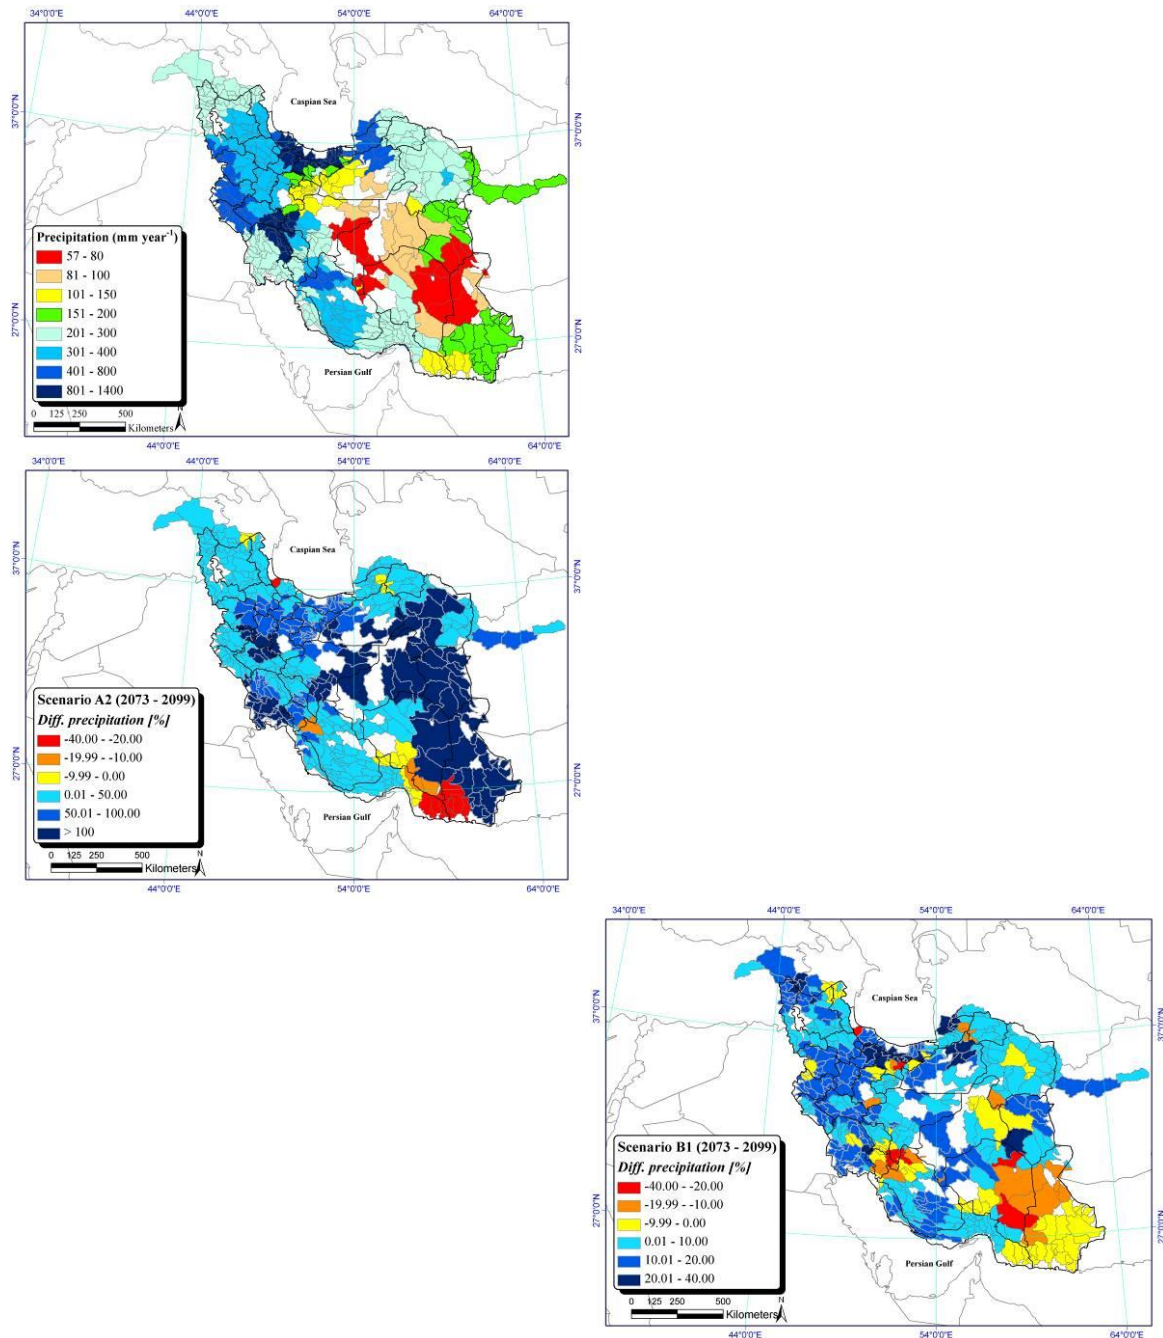 34°0'0"E 44°0'0"E 54°0'0"E 64°0'0"E
37°0'0"N
37°0'0"N
Caspian Sea
Precipitation (mm year-1)
57 - 80
81 - 100
101 - 150
151 - 200
201 - 300
301 - 400
401 - 800
801 - 1400
27°0'0"N
27°0'0"N
Persian Gulf
0 125 250 500
Kilometers
N
44°0'0"E 54°0'0"E 64°0'0"E
34°0'0"E 44°0'0"E 54°0'0"E 64°0'0"E
37°0'0"N
37°0'0"N
Caspian Sea
Scenario A2 (2073 - 2099)
Diff. precipitation [%]
-40.00 - -20.00
-19.99 - -10.00
-9.99 - 0.00
0.01 - 50.00
50.01 - 100.00
> 100
27°0'0"N
27°0'0"N
Persian Gulf
0 125 250 500
Kilometers
N
44°0'0"E 54°0'0"E 64°0'0"E
34°0'0"E 44°0'0"E 54°0'0"E 64°0'0"E
37°0'0"N
37°0'0"N
Caspian Sea
Scenario B1 (2073 - 2099)
Diff. precipitation [%]
-40.00 - -20.00
-19.99 - -10.00
-9.99 - 0.00
0.01 - 10.00
10.01 - 20.00
20.01 - 40.00
27°0'0"N
27°0'0"N
Persian Gulf
0 125 250 500
Kilometers
N
44°0'0"E 54°0'0"E 64°0'0"E